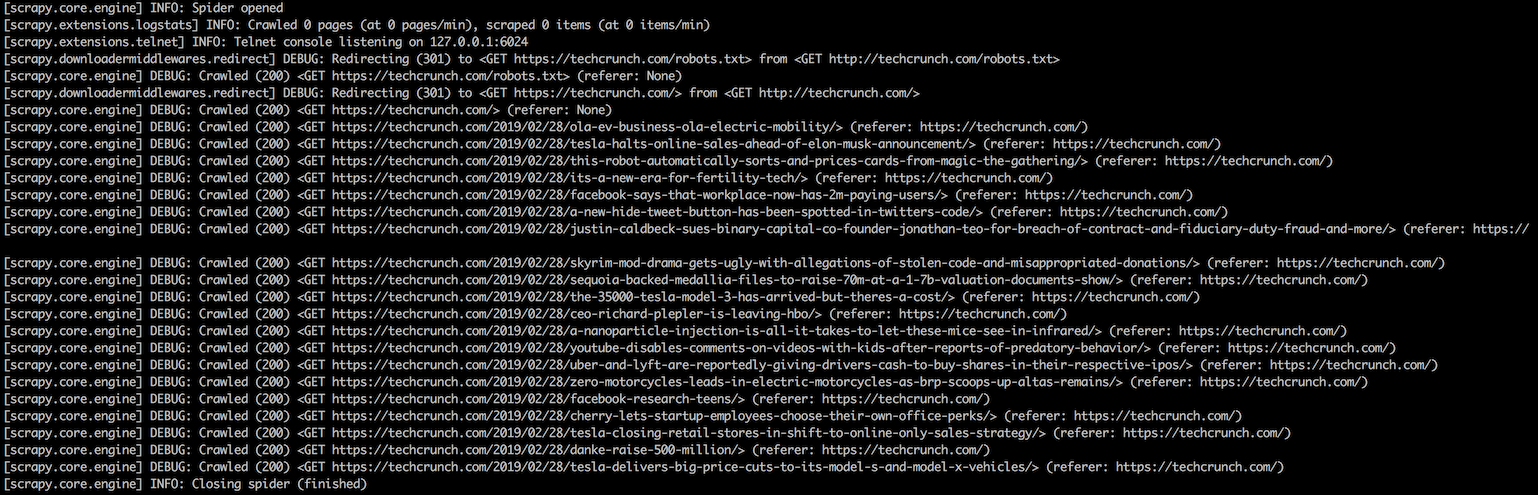 [scrapy.core.engine] INFO: Spider opened
[scrapy.extensions.logstats] INFO: Crawled 0 pages (at 0 pages/min), scraped 0 items (at 0 items/min)
[scrapy.extensions.telnet] INFO: Telnet console listening on 127.0.0.1:6024
[scrapy.downloadermiddlewares.redirect] DEBUG: Redirecting (301) to <GET https://techcrunch.com/robots.txt> from <GET http://techcrunch.com/robots.txt>
[scrapy.core.engine] DEBUG: Crawled (200) <GET https://techcrunch.com/robots.txt> (referer: None)
[scrapy.downloadermiddlewares.redirect] DEBUG: Redirecting (301) to <GET https://techcrunch.com/> from <GET http://techcrunch.com/>
[scrapy.core.engine] DEBUG: Crawled (200) <GET https://techcrunch.com/> (referer: None)
[scrapy.core.engine] DEBUG: Crawled (200) <GET https://techcrunch.com/2019/02/28/ola-ev-business-ola-electric-mobility/> (referer: https://techcrunch.com/)
[scrapy.core.engine] DEBUG: Crawled (200) <GET https://techcrunch.com/2019/02/28/tesla-halts-online-sales-ahead-of-elon-musk-announcement/> (referer: https://techcrunch.com/)
[scrapy.core.engine] DEBUG: Crawled (200) <GET https://techcrunch.com/2019/02/28/this-robot-automatically-sorts-and-prices-cards-from-magic-the-gathering/> (referer: https://techcrunch.com/)
[scrapy.core.engine] DEBUG: Crawled (200) <GET https://techcrunch.com/2019/02/28/its-a-new-era-for-fertility-tech/> (referer: https://techcrunch.com/)
[scrapy.core.engine] DEBUG: Crawled (200) <GET https://techcrunch.com/2019/02/28/facebook-says-that-workplace-now-has-2m-paying-users/> (referer: https://techcrunch.com/)
[scrapy.core.engine] DEBUG: Crawled (200) <GET https://techcrunch.com/2019/02/28/a-new-hide-tweet-button-has-been-spotted-in-twitters-code/> (referer: https://techcrunch.com/)
[scrapy.core.engine] DEBUG: Crawled (200) <GET https://techcrunch.com/2019/02/28/justin-caldbeck-sues-binary-capital-co-founder-jonathan-teo-for-breach-of-contract-and-fiduciary-duty-fraud-and-more/> (referer: https://
[scrapy.core.engine] DEBUG: Crawled (200) <GET https://techcrunch.com/2019/02/28/skyrim-mod-drama-gets-ugly-with-allegations-of-stolen-code-and-misappropriated-donations/> (referer: https://techcrunch.com/)
[scrapy.core.engine] DEBUG: Crawled (200) <GET https://techcrunch.com/2019/02/28/sequoia-backed-medallia-files-to-raise-70m-at-a-1-7b-valuation-documents-show/> (referer: https://techcrunch.com/)
[scrapy.core.engine] DEBUG: Crawled (200) <GET https://techcrunch.com/2019/02/28/the-35000-tesla-model-3-has-arrived-but-theres-a-cost/> (referer: https://techcrunch.com/)
[scrapy.core.engine] DEBUG: Crawled (200) <GET https://techcrunch.com/2019/02/28/ceo-richard-plepler-is-leaving-hbo/> (referer: https://techcrunch.com/)
[scrapy.core.engine] DEBUG: Crawled (200) <GET https://techcrunch.com/2019/02/28/a-nanoparticle-injection-is-all-it-takes-to-let-these-mice-see-in-infrared/> (referer: https://techcrunch.com/)
[scrapy.core.engine] DEBUG: Crawled (200) <GET https://techcrunch.com/2019/02/28/youtube-disables-comments-on-videos-with-kids-after-reports-of-predatory-behavior/> (referer: https://techcrunch.com/)
[scrapy.core.engine] DEBUG: Crawled (200) <GET https://techcrunch.com/2019/02/28/uber-and-lyft-are-reportedly-giving-drivers-cash-to-buy-shares-in-their-respective-ipos/> (referer: https://techcrunch.com/)
[scrapy.core.engine] DEBUG: Crawled (200) <GET https://techcrunch.com/2019/02/28/zero-motorcycles-leads-in-electric-motorcycles-as-brp-scoops-up-altas-remains/> (referer: https://techcrunch.com/)
[scrapy.core.engine] DEBUG: Crawled (200) <GET https://techcrunch.com/2019/02/28/facebook-research-teens/> (referer: https://techcrunch.com/)
[scrapy.core.engine] DEBUG: Crawled (200) <GET https://techcrunch.com/2019/02/28/cherry-lets-startup-employees-choose-their-own-office-perks/> (referer: https://techcrunch.com/)
[scrapy.core.engine] DEBUG: Crawled (200) <GET https://techcrunch.com/2019/02/28/tesla-closing-retail-stores-in-shift-to-online-only-sales-strategy/> (referer: https://techcrunch.com/)
[scrapy.core.engine] DEBUG: Crawled (200) <GET https://techcrunch.com/2019/02/28/danke-raise-500-million/> (referer: https://techcrunch.com/)
[scrapy.core.engine] DEBUG: Crawled (200) <GET https://techcrunch.com/2019/02/28/tesla-delivers-big-price-cuts-to-its-model-s-and-model-x-vehicles/> (referer: https://techcrunch.com/)
[scrapy.core.engine] INFO: Closing spider (finished)